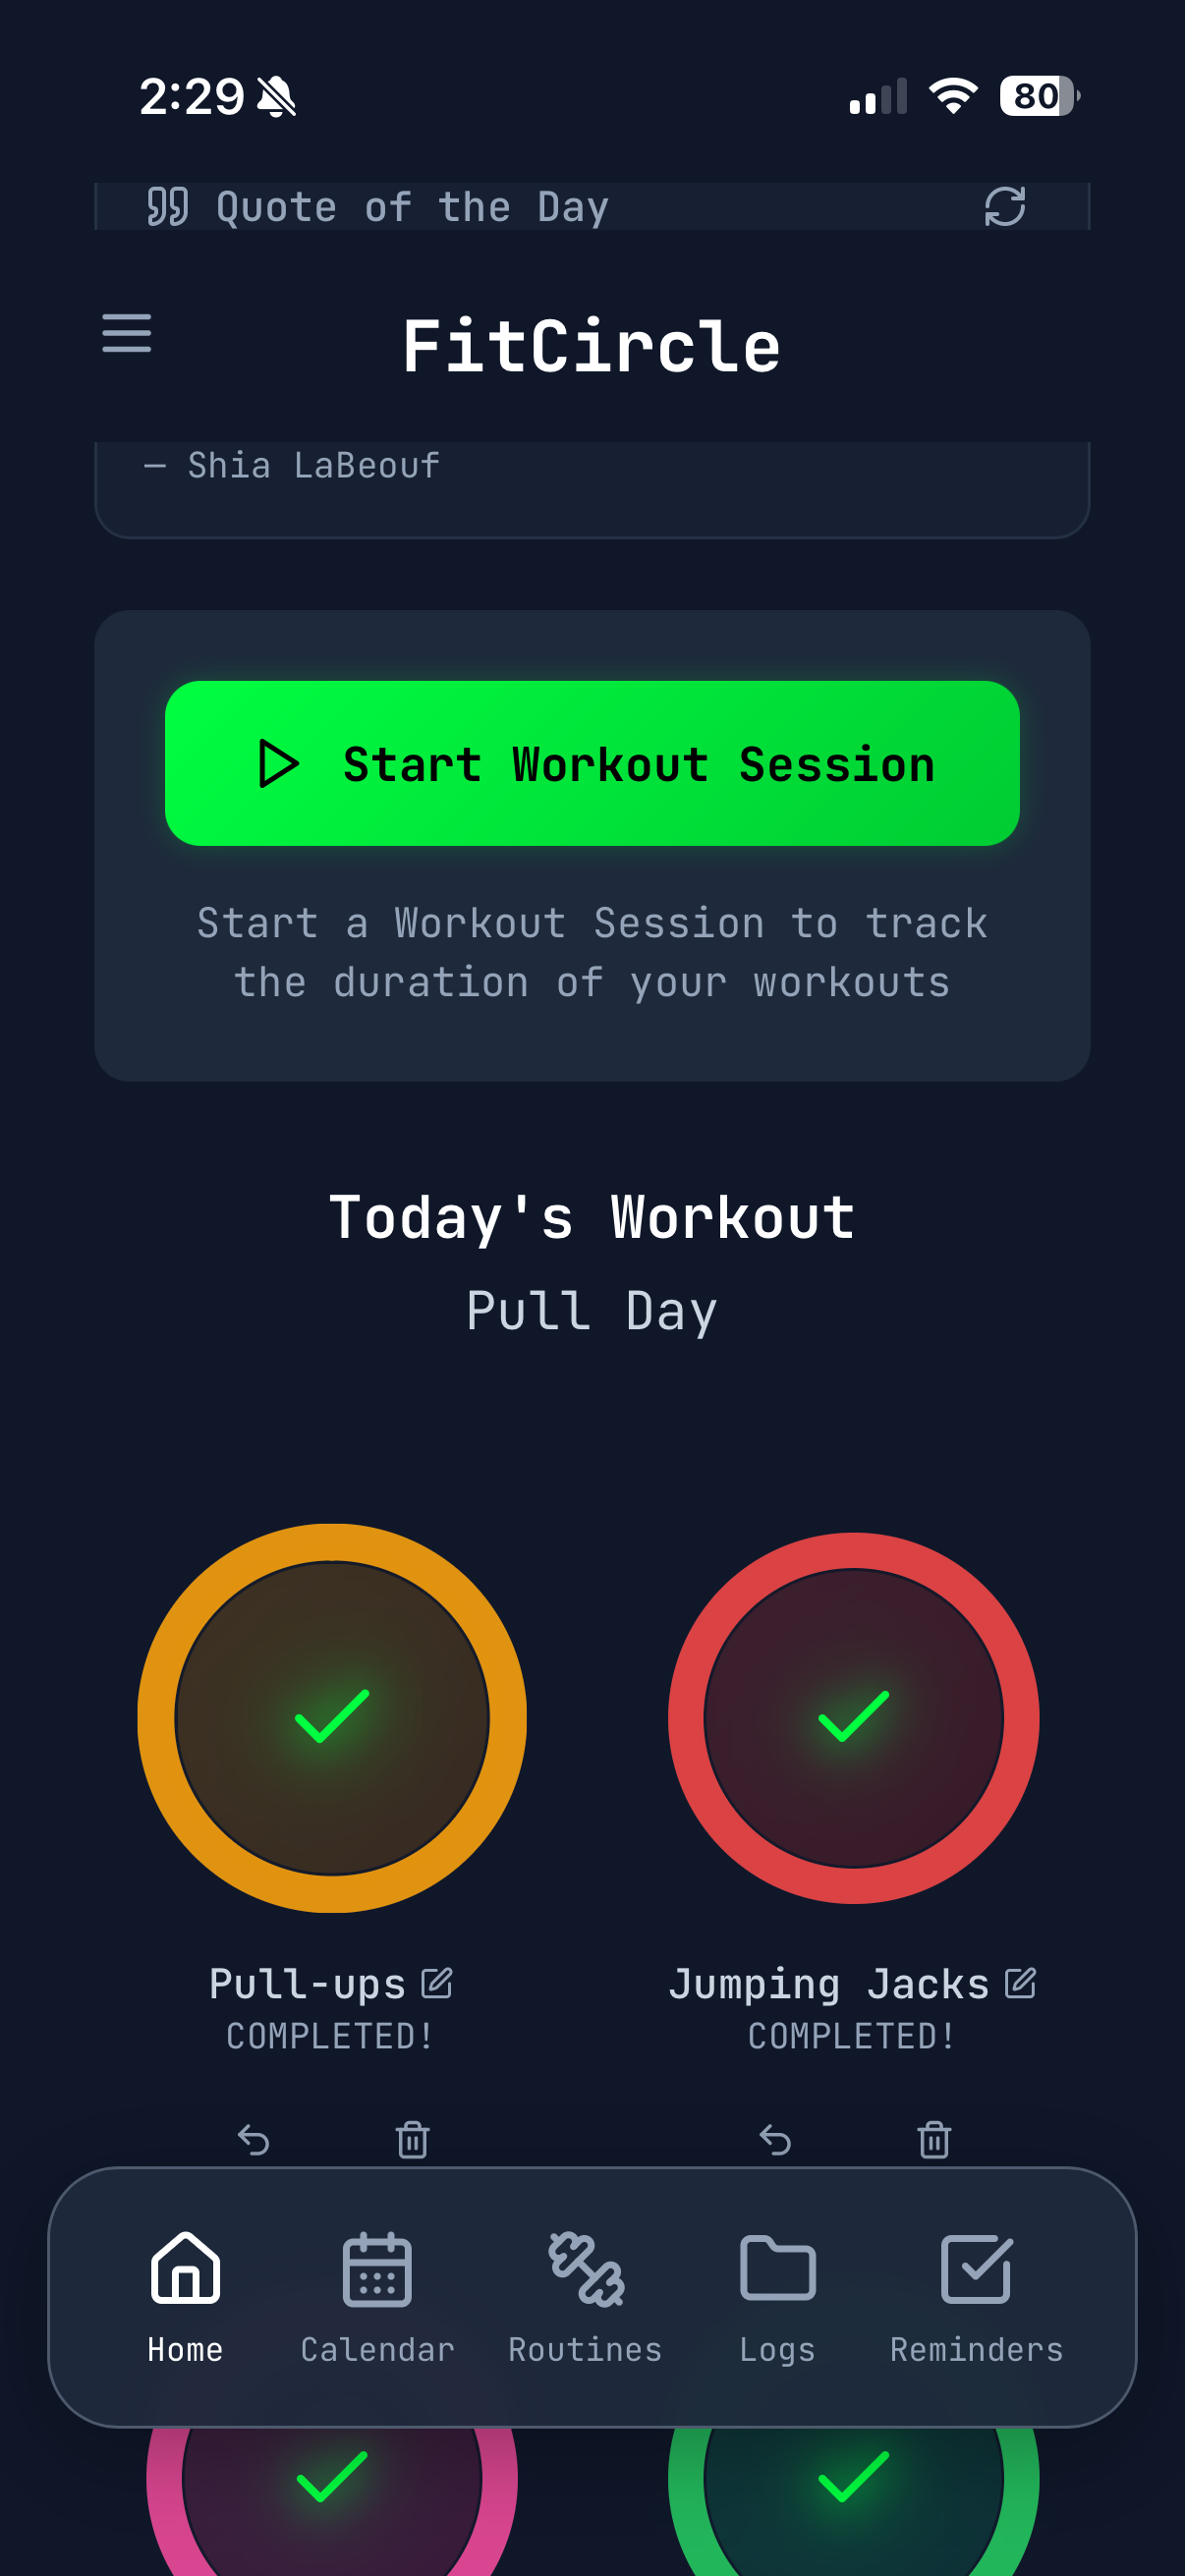 2:29
80
Quote of the Day
FitCircle
— Shia LaBeouf
Start Workout Session
Start a Workout Session to track
the duration of your workouts
Today's Workout
Pull Day
Pull-ups
COMPLETED!
Jumping Jacks
COMPLETED!
Home
Calendar
Routines
Logs
Reminders